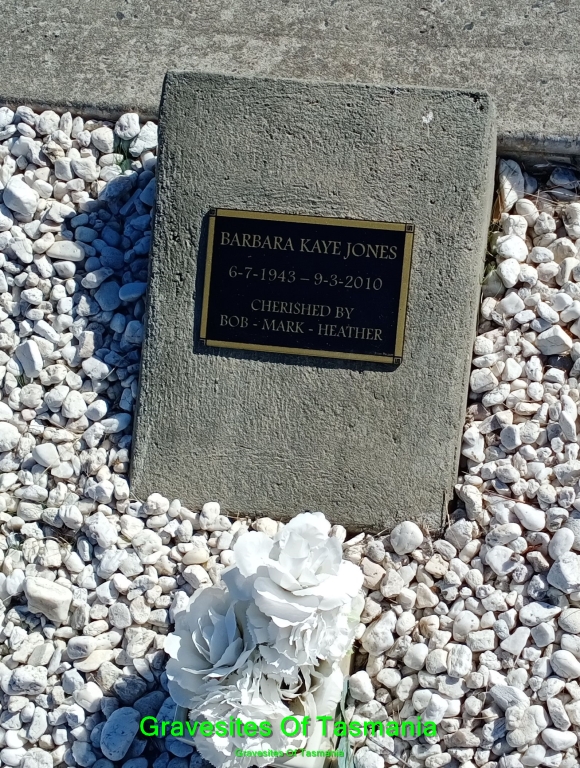 BARBARA KAYE JONES
6-7-1943 – 9-3-2010
CHERISHED BY
BOB - MARK - HEATHER
Gravesites Of Tasmania
Gravesites Of Tasmania